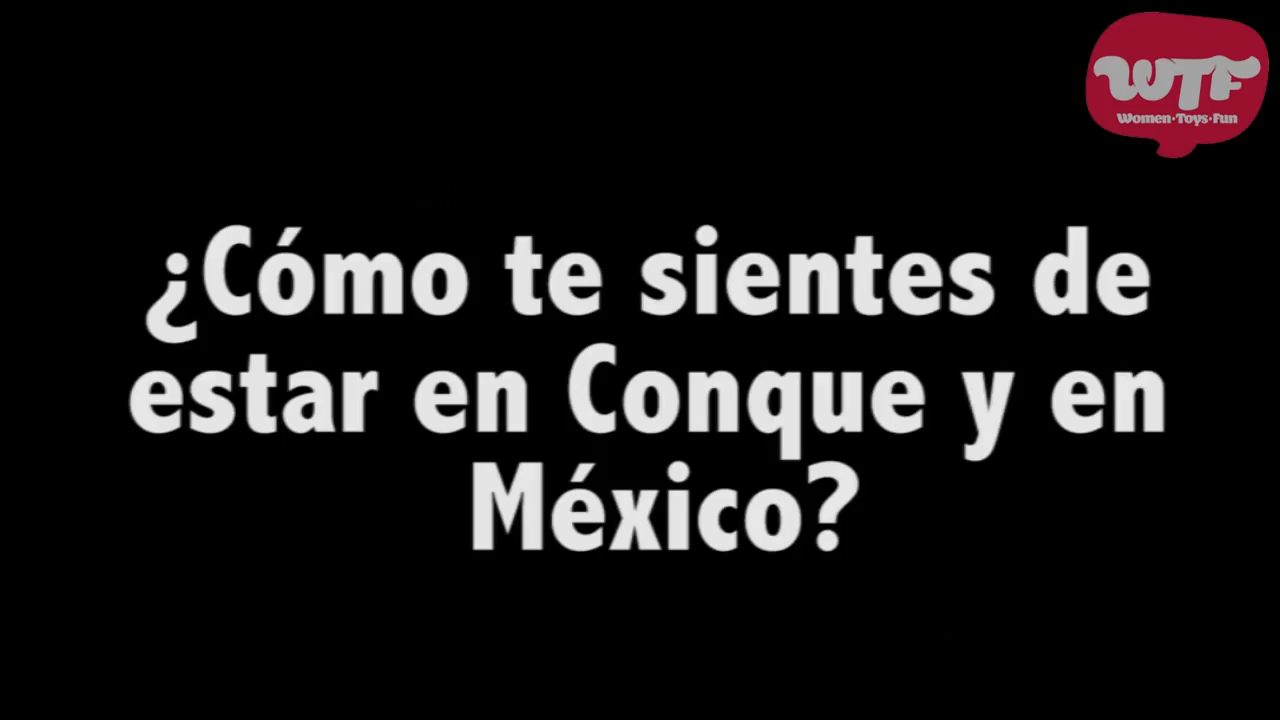 WTF
Women·Toys·Fun
¿Cómo te sientes de
estar en Conque y en
México?